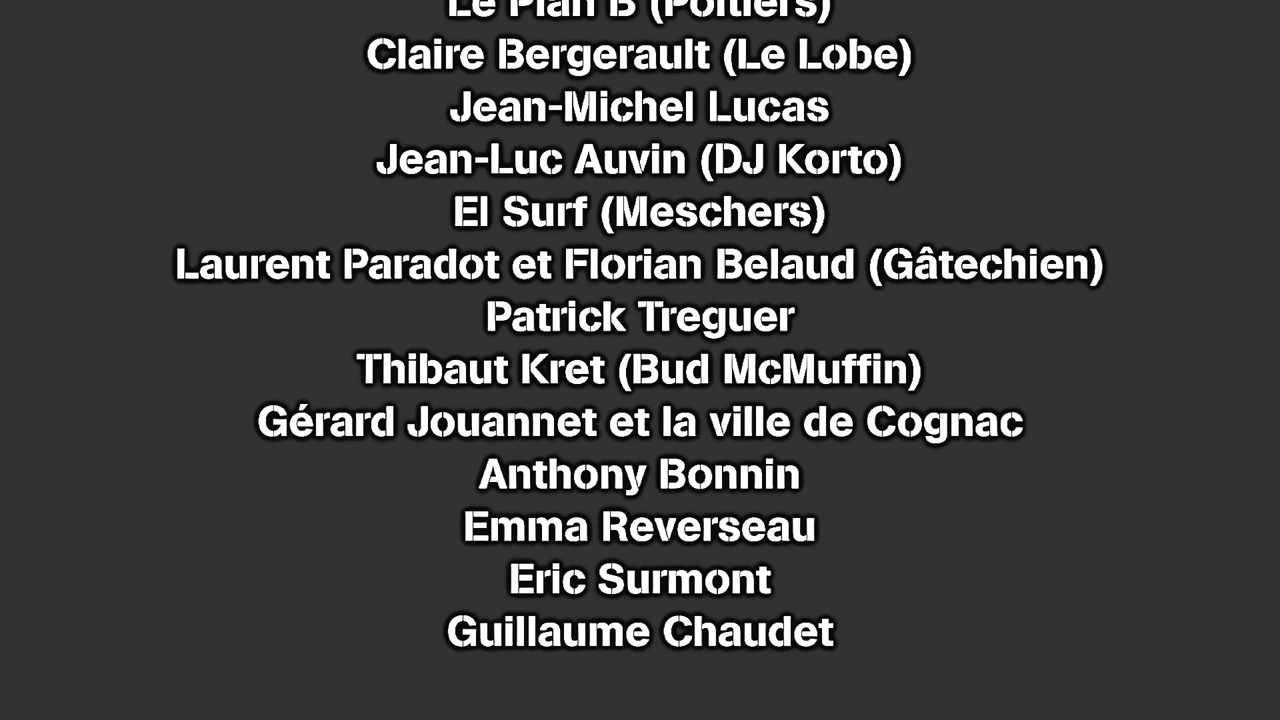 Le Plan B (Poitiers)
Claire Bergerault (Le Lobe)
Jean-Michel Lucas
Jean-Luc Auvin (DJ Korto)
El Surf (Meschers)
Laurent Paradot et Florian Belaud (Gâtechien)
Patrick Treguer
Thibaut Kret (Bud McMuffin)
Gérard Jouannet et la ville de Cognac
Anthony Bonnin
Emma Reverseau
Eric Surmont
Guillaume Chaudet